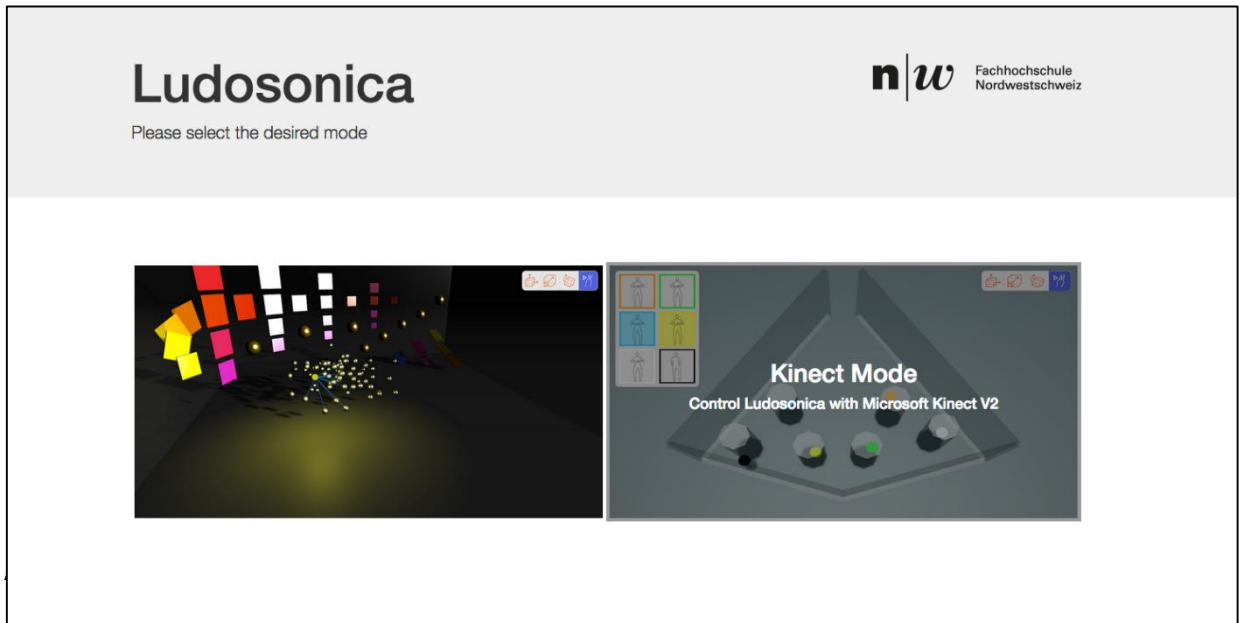 Ludosonica
Please select the desired mode
n|w
Fachhochschule
Nordwestschweiz
Kinect Mode
Control Ludosonica with Microsoft Kinect V2